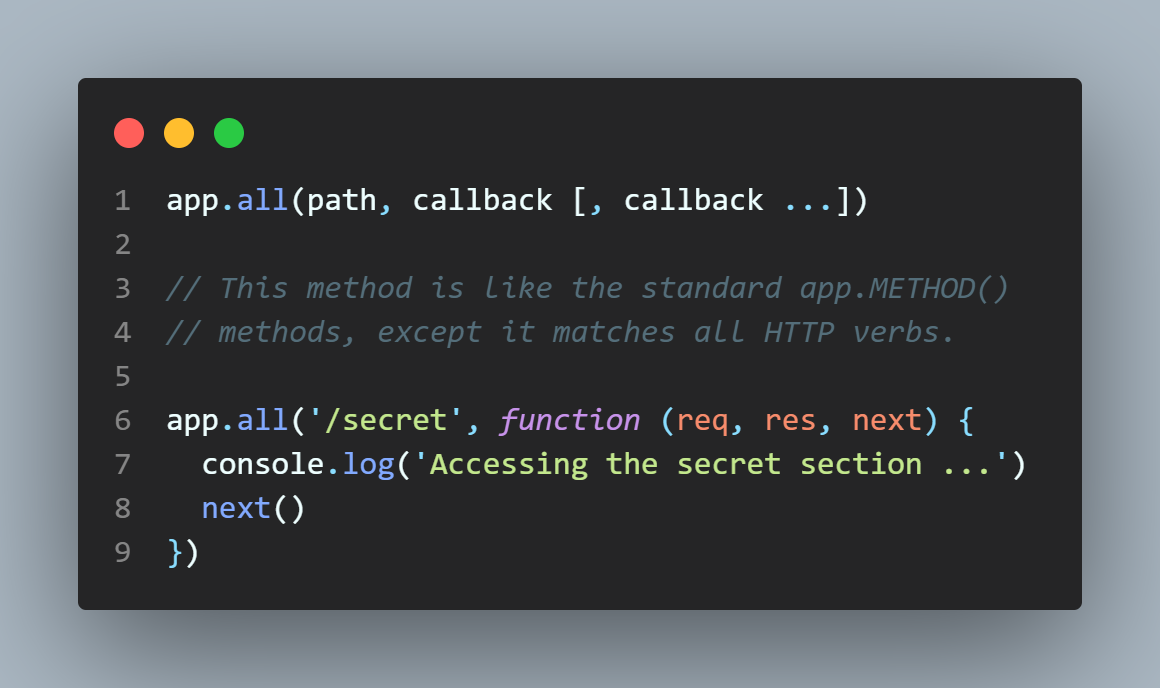 1 app.all(path, callback [, callback ...])
2
3 // This method is like the standard app.METHOD()
4 // methods, except it matches all HTTP verbs.
5
6 app.all('/secret', function (req, res, next) {
7   console.log('Accessing the secret section ...')
8   next()
9 })